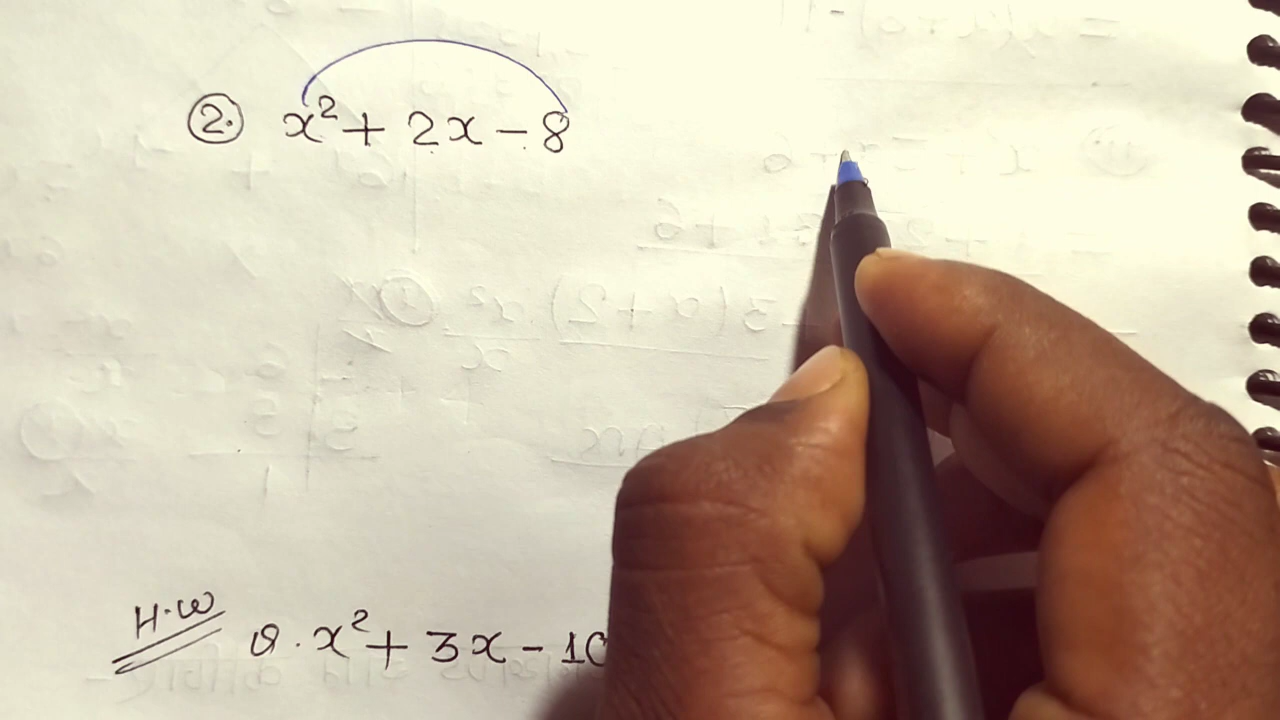 ②. x² + 2x - 8
H.W
Q. x² + 3x - 10